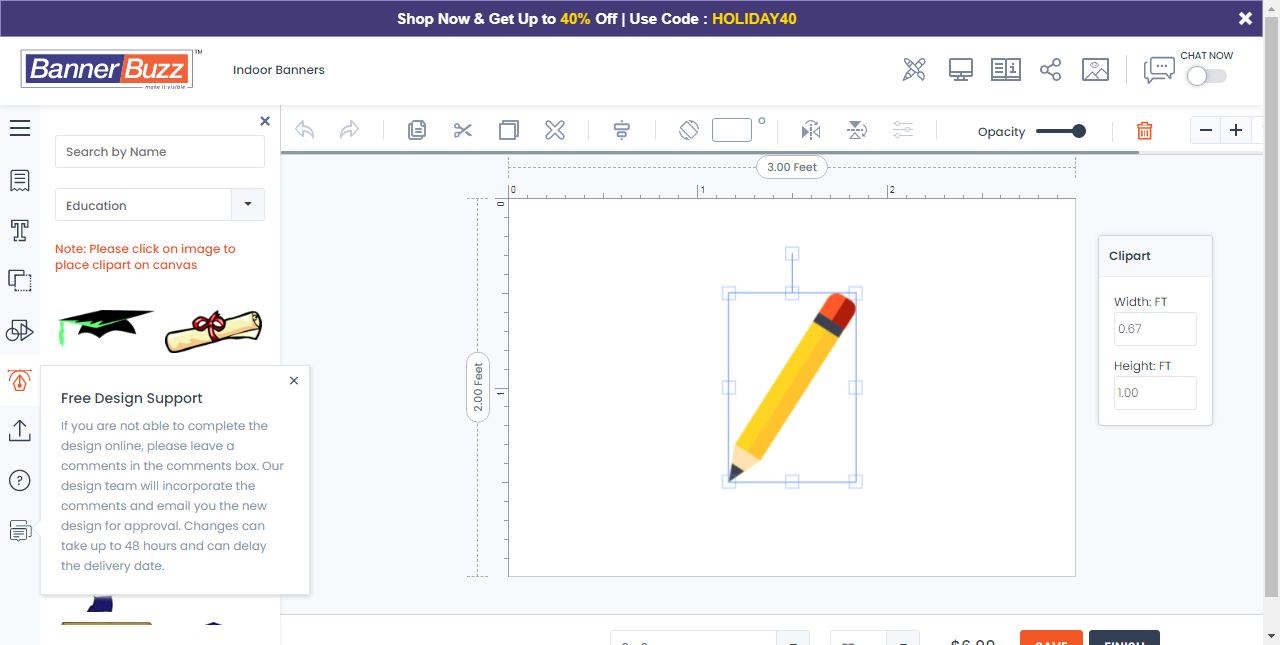 Shop Now & Get Up to 40% Off | Use Code : HOLIDAY40
BannerBuzz™
make it visible
Indoor Banners
CHAT NOW
Search by Name
Opacity
Education
Note: Please click on image to
place clipart on canvas
3.00 Feet
0 1 2
0
1
2.00 Feet
Clipart
Width: FT
0.67
Height: FT
1.00
Free Design Support
If you are not able to complete the
design online, please leave a
comments in the comments box. Our
design team will incorporate the
comments and email you the new
design for approval. Changes can
take up to 48 hours and can delay
the delivery date.
$6.99
SAVE
FINISH